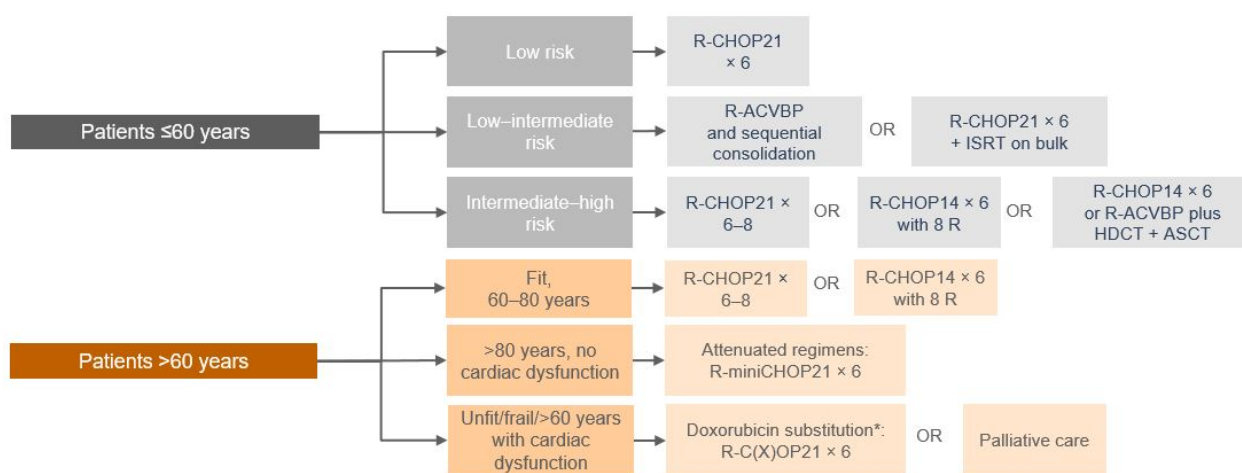 Low risk
R-CHOP21
× 6
Patients ≤60 years
Low–intermediate
risk
R-ACVBP
and sequential
consolidation
OR
R-CHOP21 × 6
+ ISRT on bulk
Intermediate–high
risk
R-CHOP21 ×
6–8
OR
R-CHOP14 × 6
with 8 R
OR
R-CHOP14 × 6
or R-ACVBP plus
HDCT + ASCT
Fit,
60–80 years
R-CHOP21 ×
6–8
OR
R-CHOP14 × 6
with 8 R
Patients >60 years
>80 years, no
cardiac dysfunction
Attenuated regimens:
R-miniCHOP21 × 6
Unfit/frail/>60 years
with cardiac
dysfunction
Doxorubicin substitution*:
R-C(X)OP21 × 6
OR
Palliative care